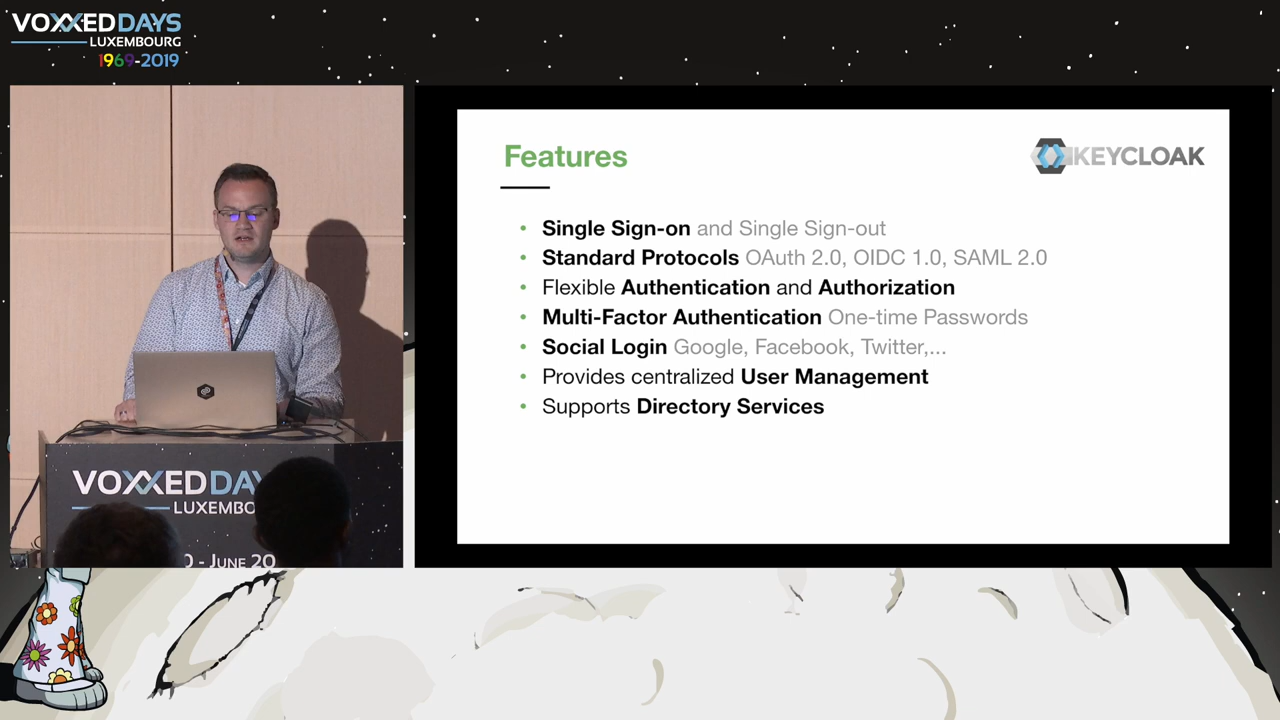 VOXXED DAYS
LUXEMBOURG
1969-2019
Features
KEYCLOAK
• Single Sign-on and Single Sign-out
• Standard Protocols OAuth 2.0, OIDC 1.0, SAML 2.0
• Flexible Authentication and Authorization
• Multi-Factor Authentication One-time Passwords
• Social Login Google, Facebook, Twitter,...
• Provides centralized User Management
• Supports Directory Services
VOXXED DAY
LUXEMBO
0 - JUNE 20